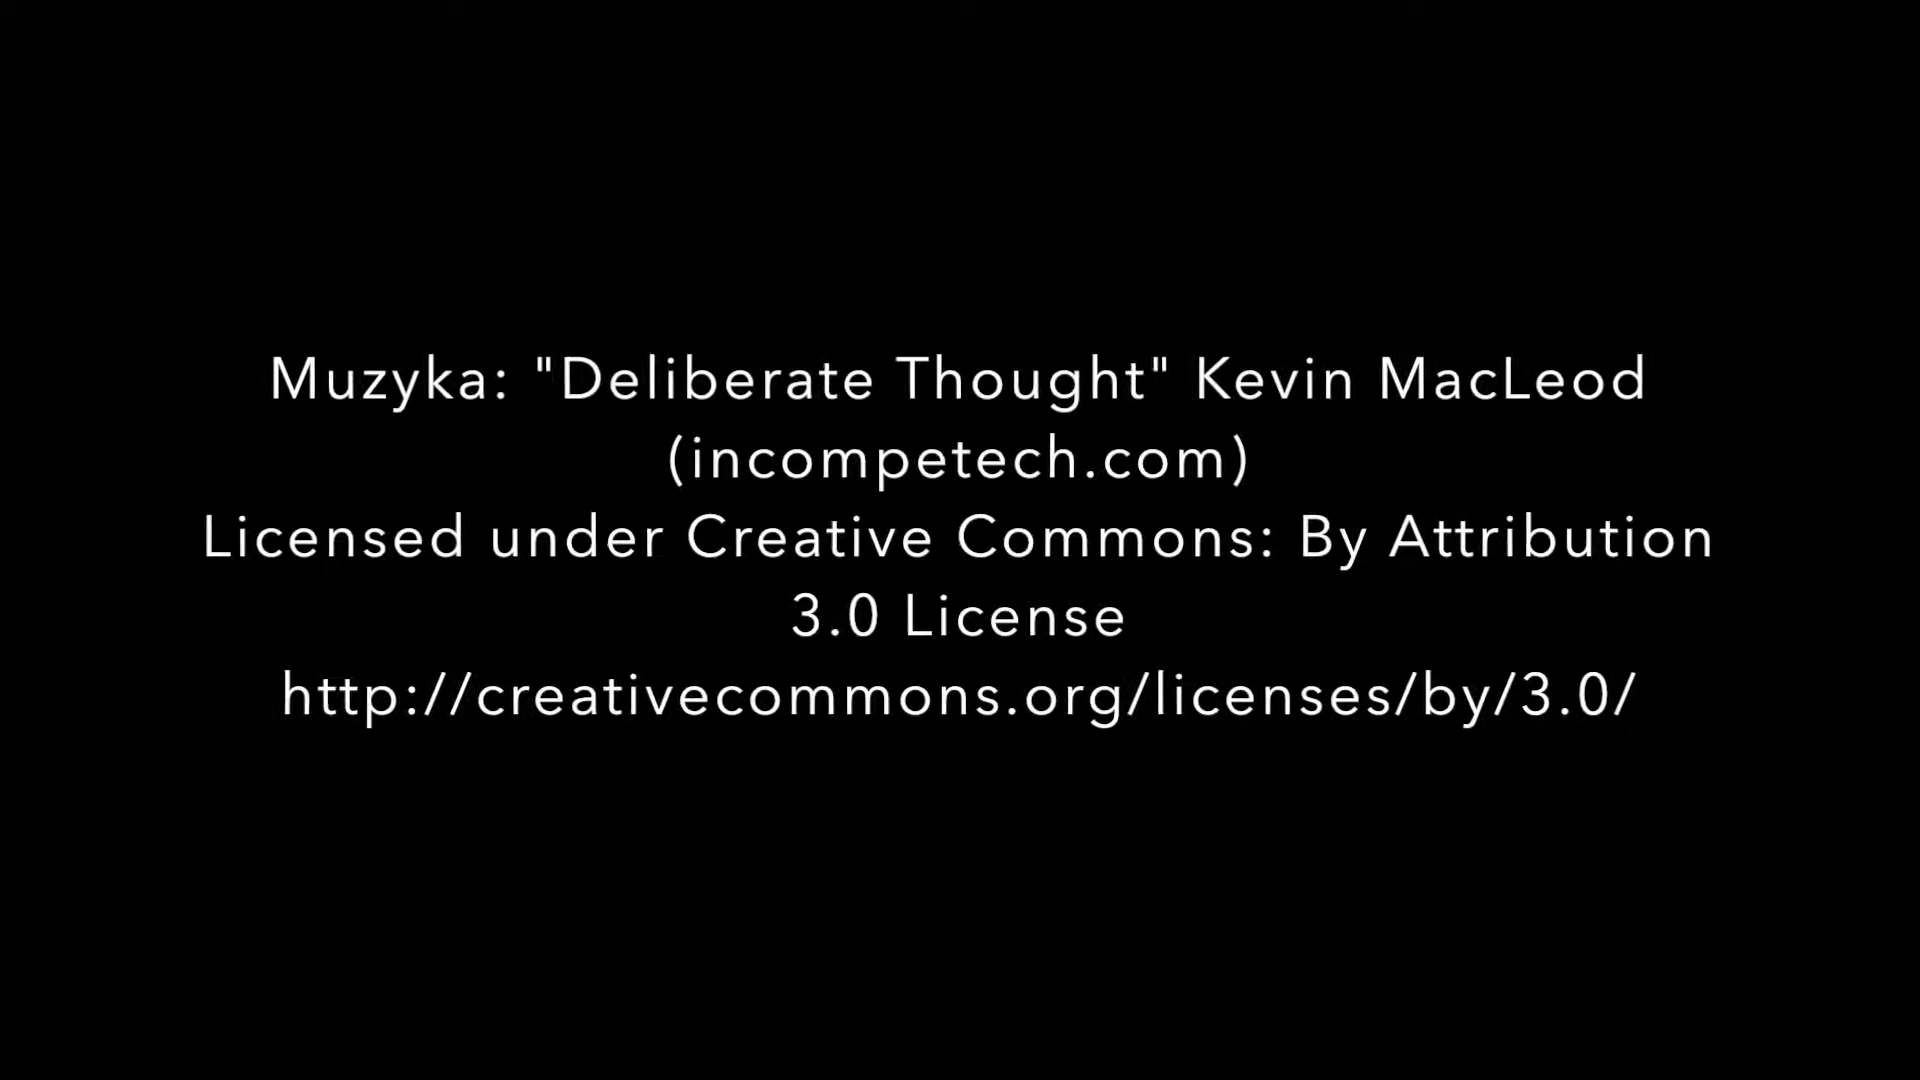 Muzyka: "Deliberate Thought" Kevin MacLeod
(incompetech.com)
Licensed under Creative Commons: By Attribution
3.0 License
http://creativecommons.org/licenses/by/3.0/